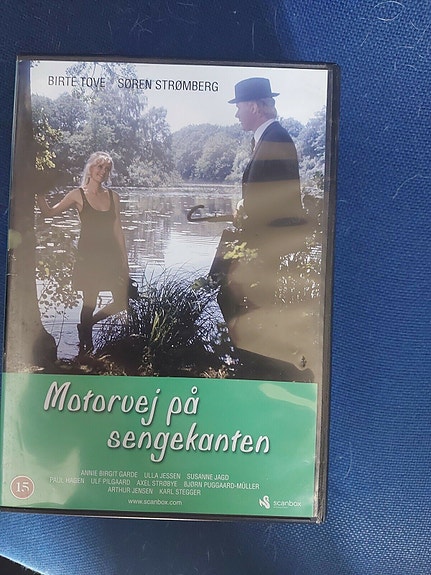 BIRTE TOVE SØREN STRØMBERG
Motorvej på
sengekanten
ANNIE BIRGIT GARDE ULLA JESSEN SUSANNE JAGD
PAUL HAGEN ULF PILGAARD AXEL STRØBYE BJØRN PUGGAARD-MÜLLER
ARTHUR JENSEN KARL STEGGER
www.scanbox.com
15
scanbox